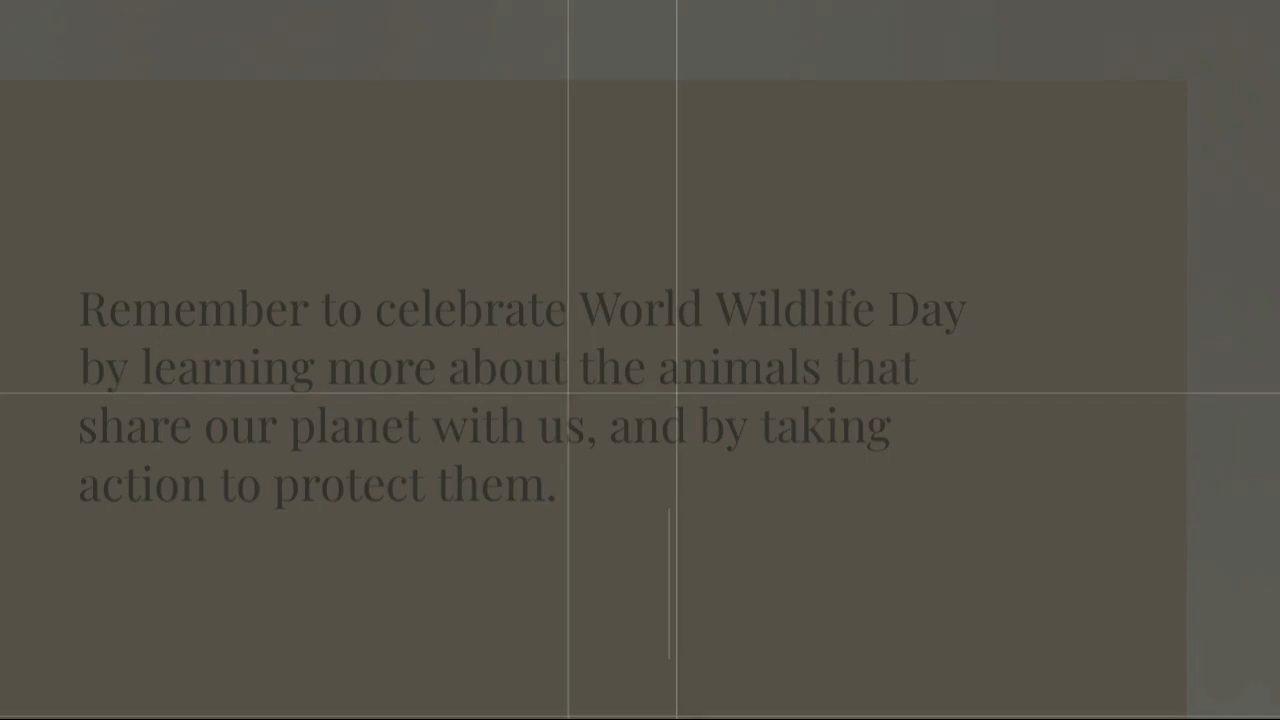 Remember to celebrate World Wildlife Day
by learning more about the animals that
share our planet with us, and by taking
action to protect them.